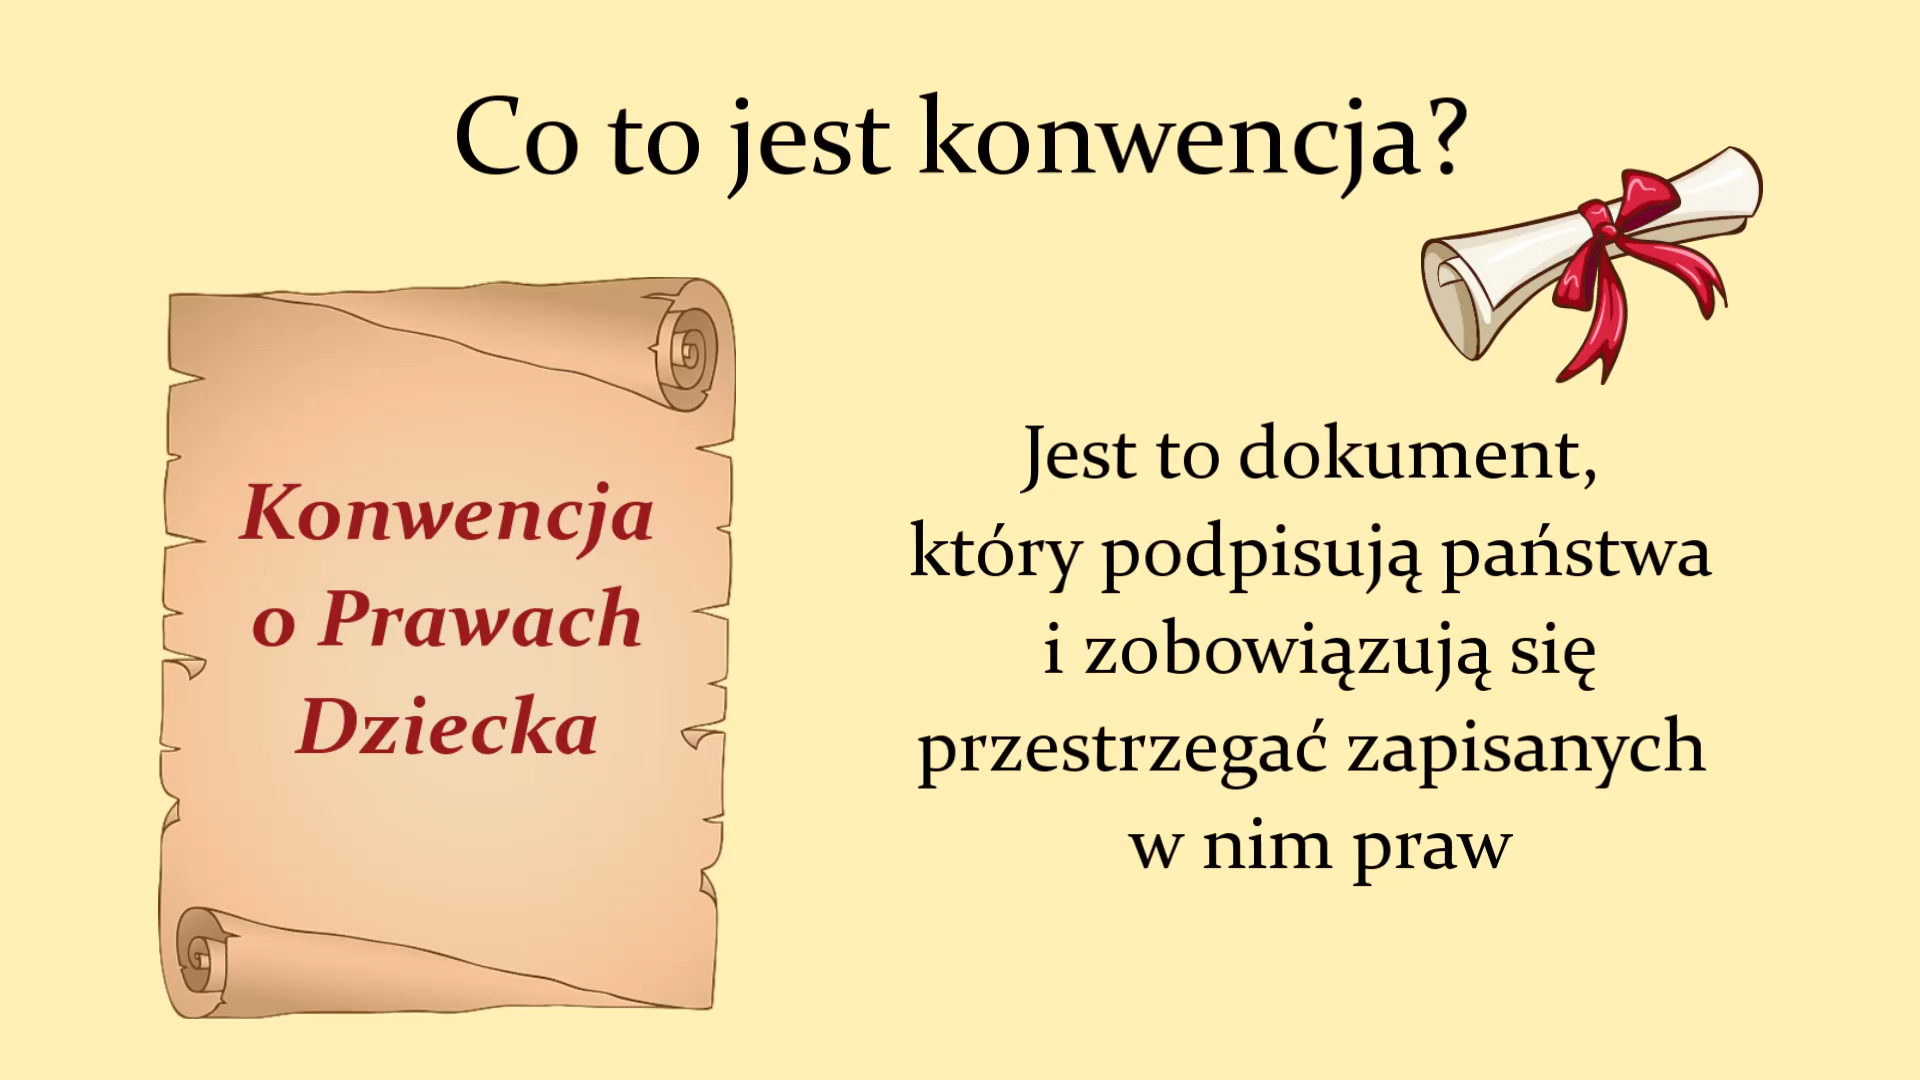 Co to jest konwencja?
Konwencja
o Prawach
Dziecka
Jest to dokument,
który podpisują państwa
i zobowiązują się
przestrzegać zapisanych
w nim praw